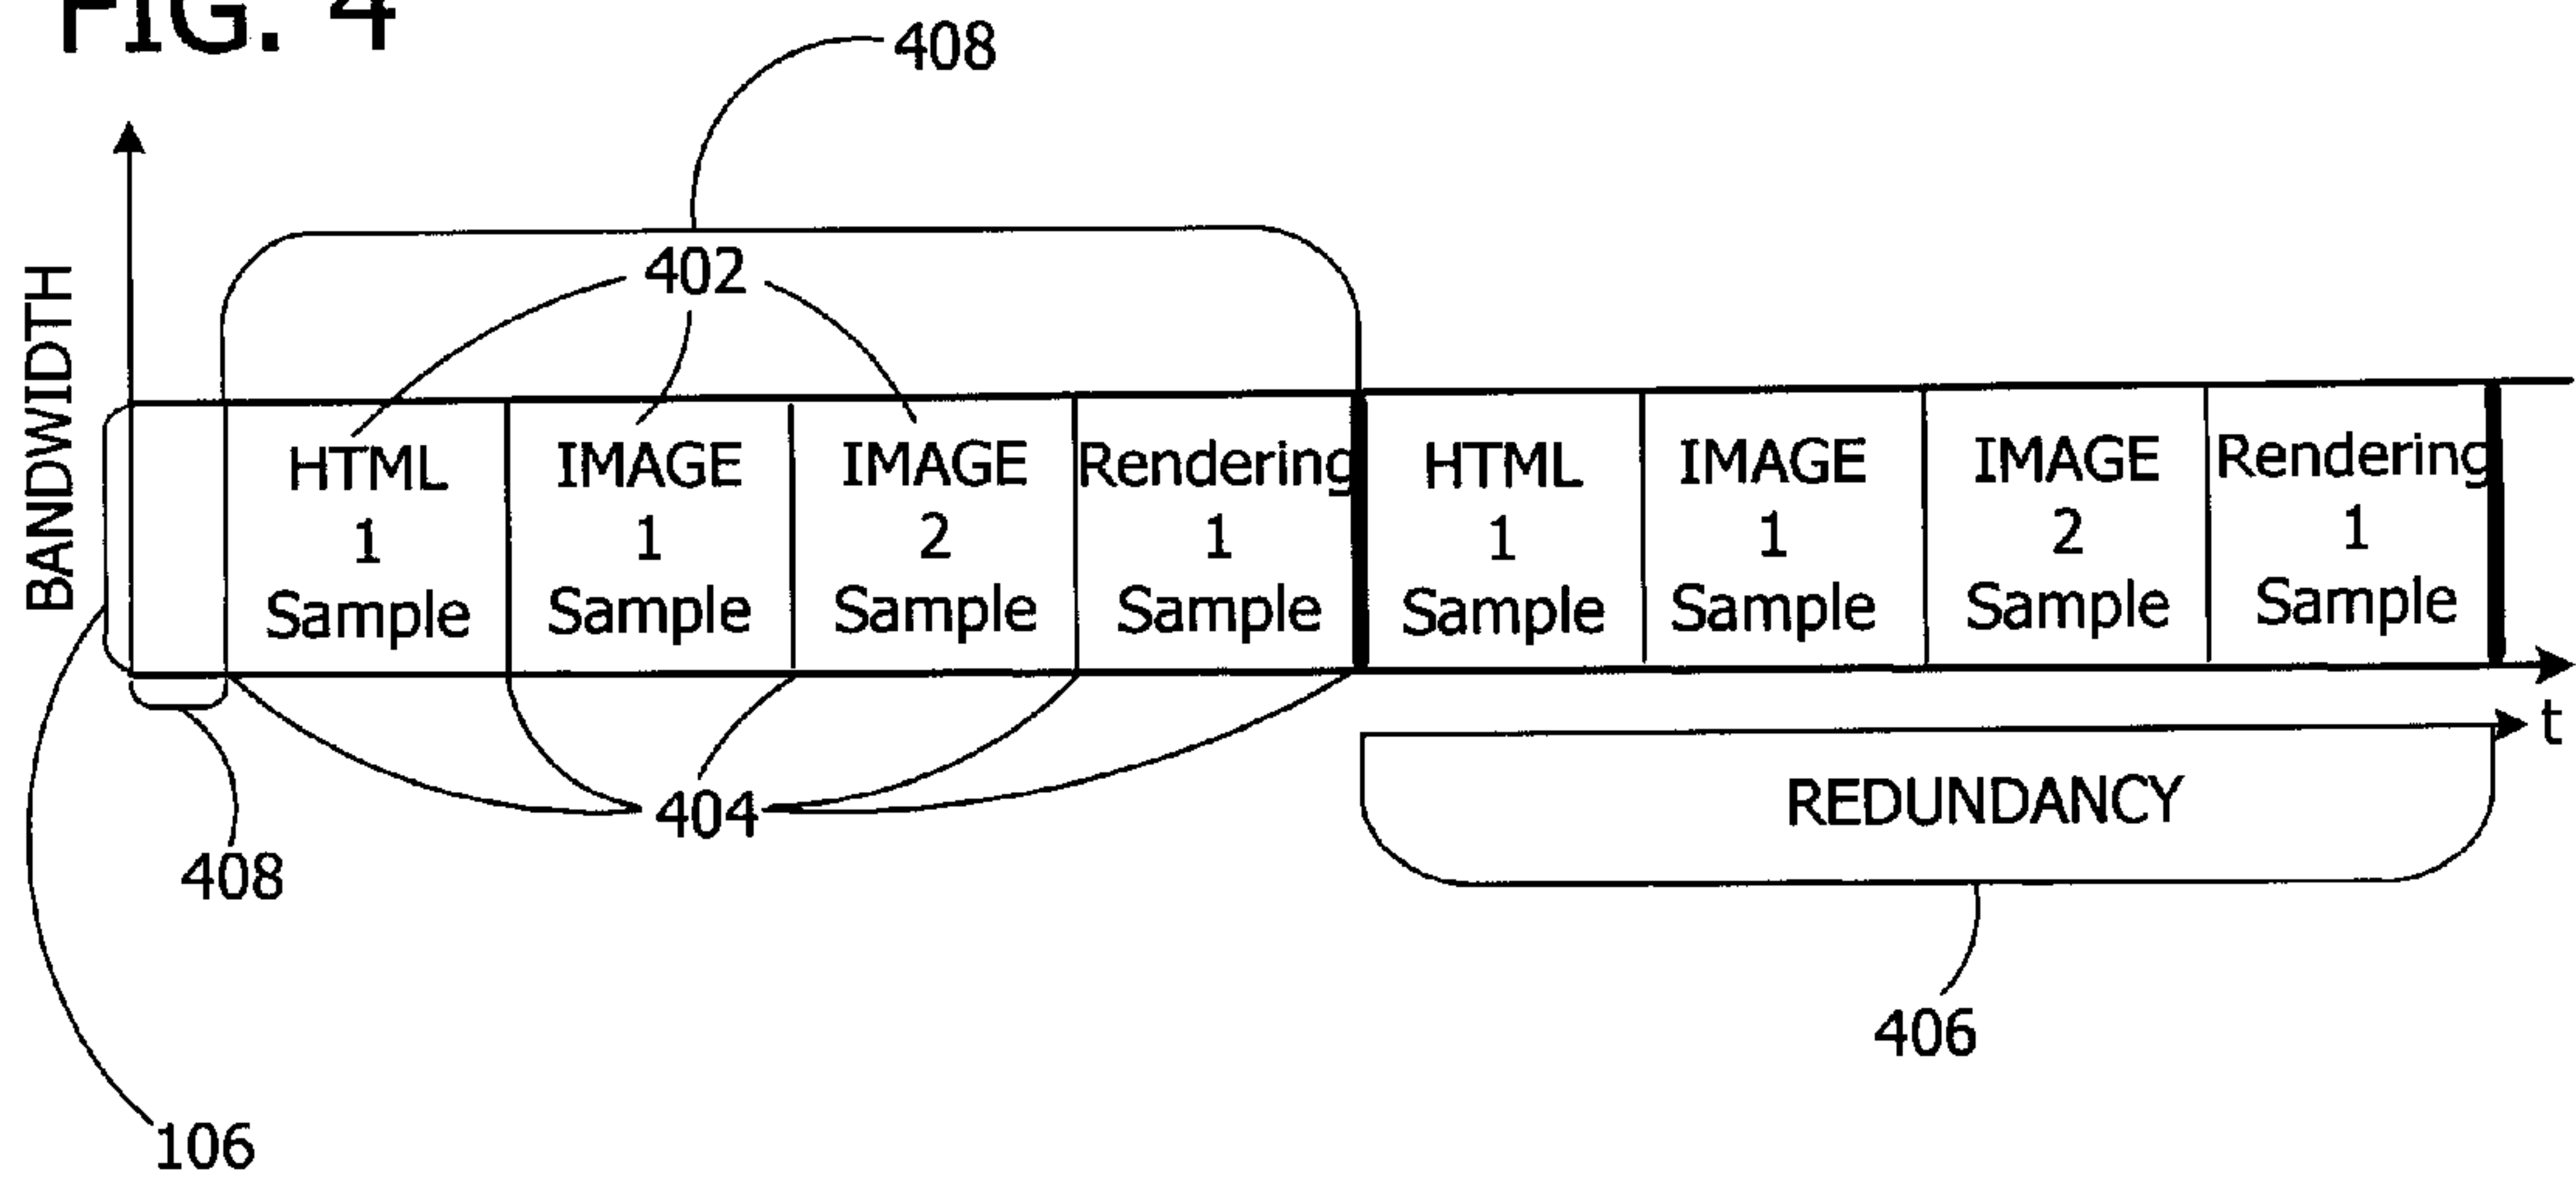 FIG. 4
408
402
BANDWIDTH
HTML
1
Sample
IMAGE
1
Sample
IMAGE
2
Sample
Rendering
1
Sample
HTML
1
Sample
IMAGE
1
Sample
IMAGE
2
Sample
Rendering
1
Sample
t
404
REDUNDANCY
408
406
106